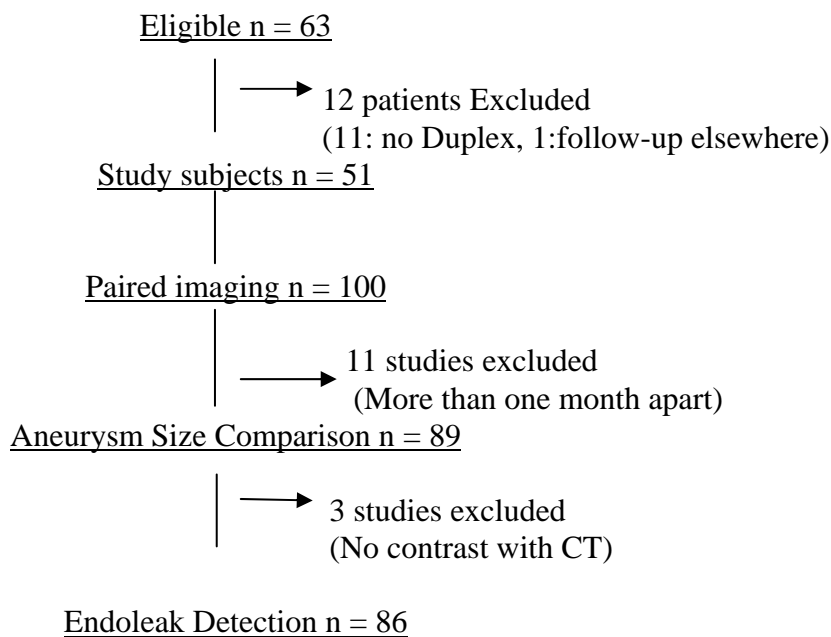 Eligible n = 63
12 patients Excluded
(11: no Duplex, 1:follow-up elsewhere)
Study subjects n = 51
Paired imaging n = 100
11 studies excluded
(More than one month apart)
Aneurysm Size Comparison n = 89
3 studies excluded
(No contrast with CT)
Endoleak Detection n = 86